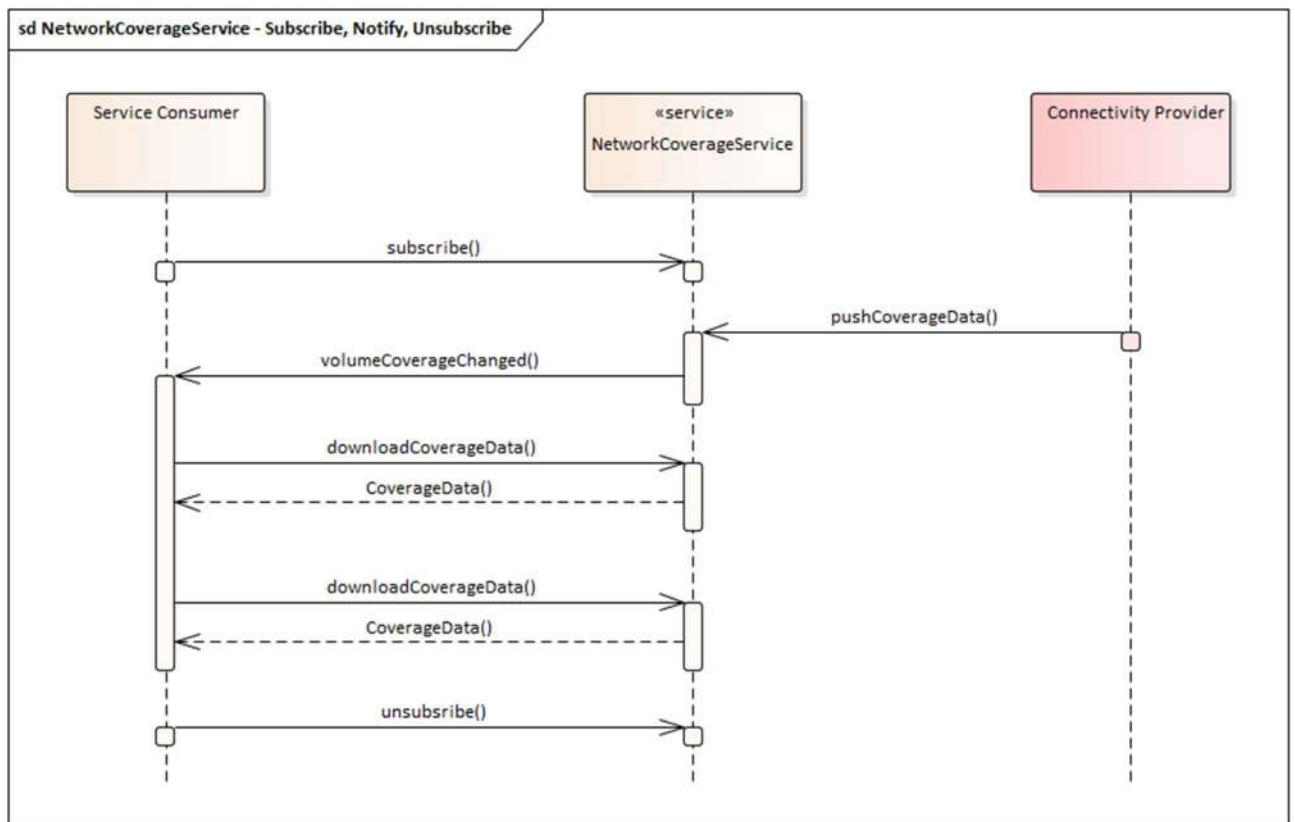 sd NetworkCoverageService - Subscribe, Notify, Unsubscribe
Service Consumer
«service»
NetworkCoverageService
Connectivity Provider
subscribe()
pushCoverageData()
volumeCoverageChanged()
downloadCoverageData()
CoverageData()
downloadCoverageData()
CoverageData()
unsubsribe()